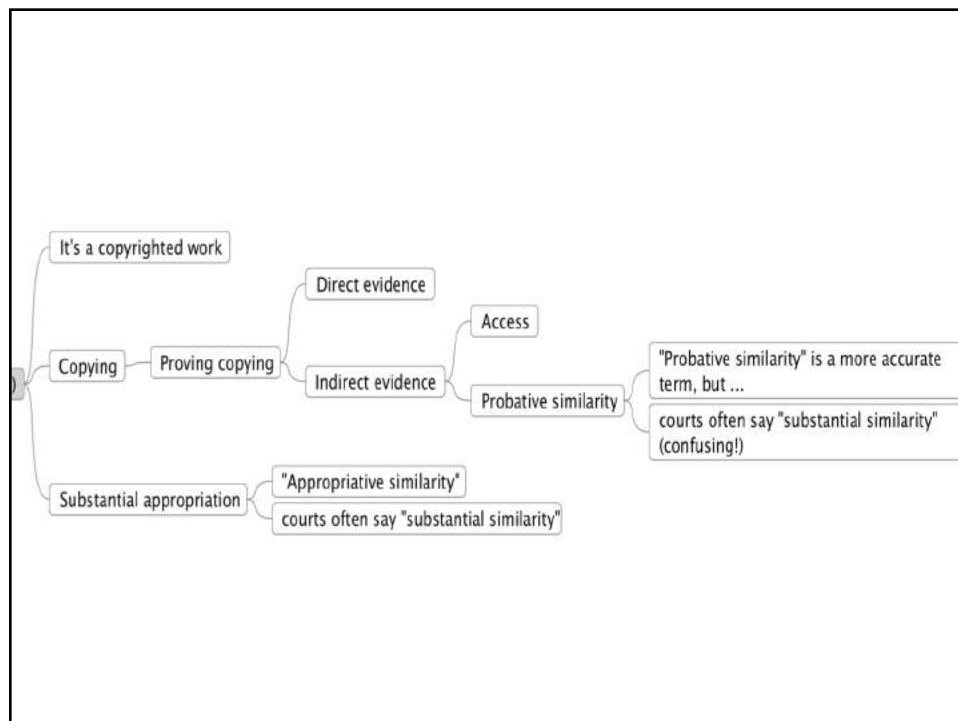 It's a copyrighted work
Copying
Proving copying
Direct evidence
Indirect evidence
Access
Probative similarity
"Probative similarity" is a more accurate
term, but ...
courts often say "substantial similarity"
(confusing!)
Substantial appropriation
"Appropriative similarity"
courts often say "substantial similarity"
)